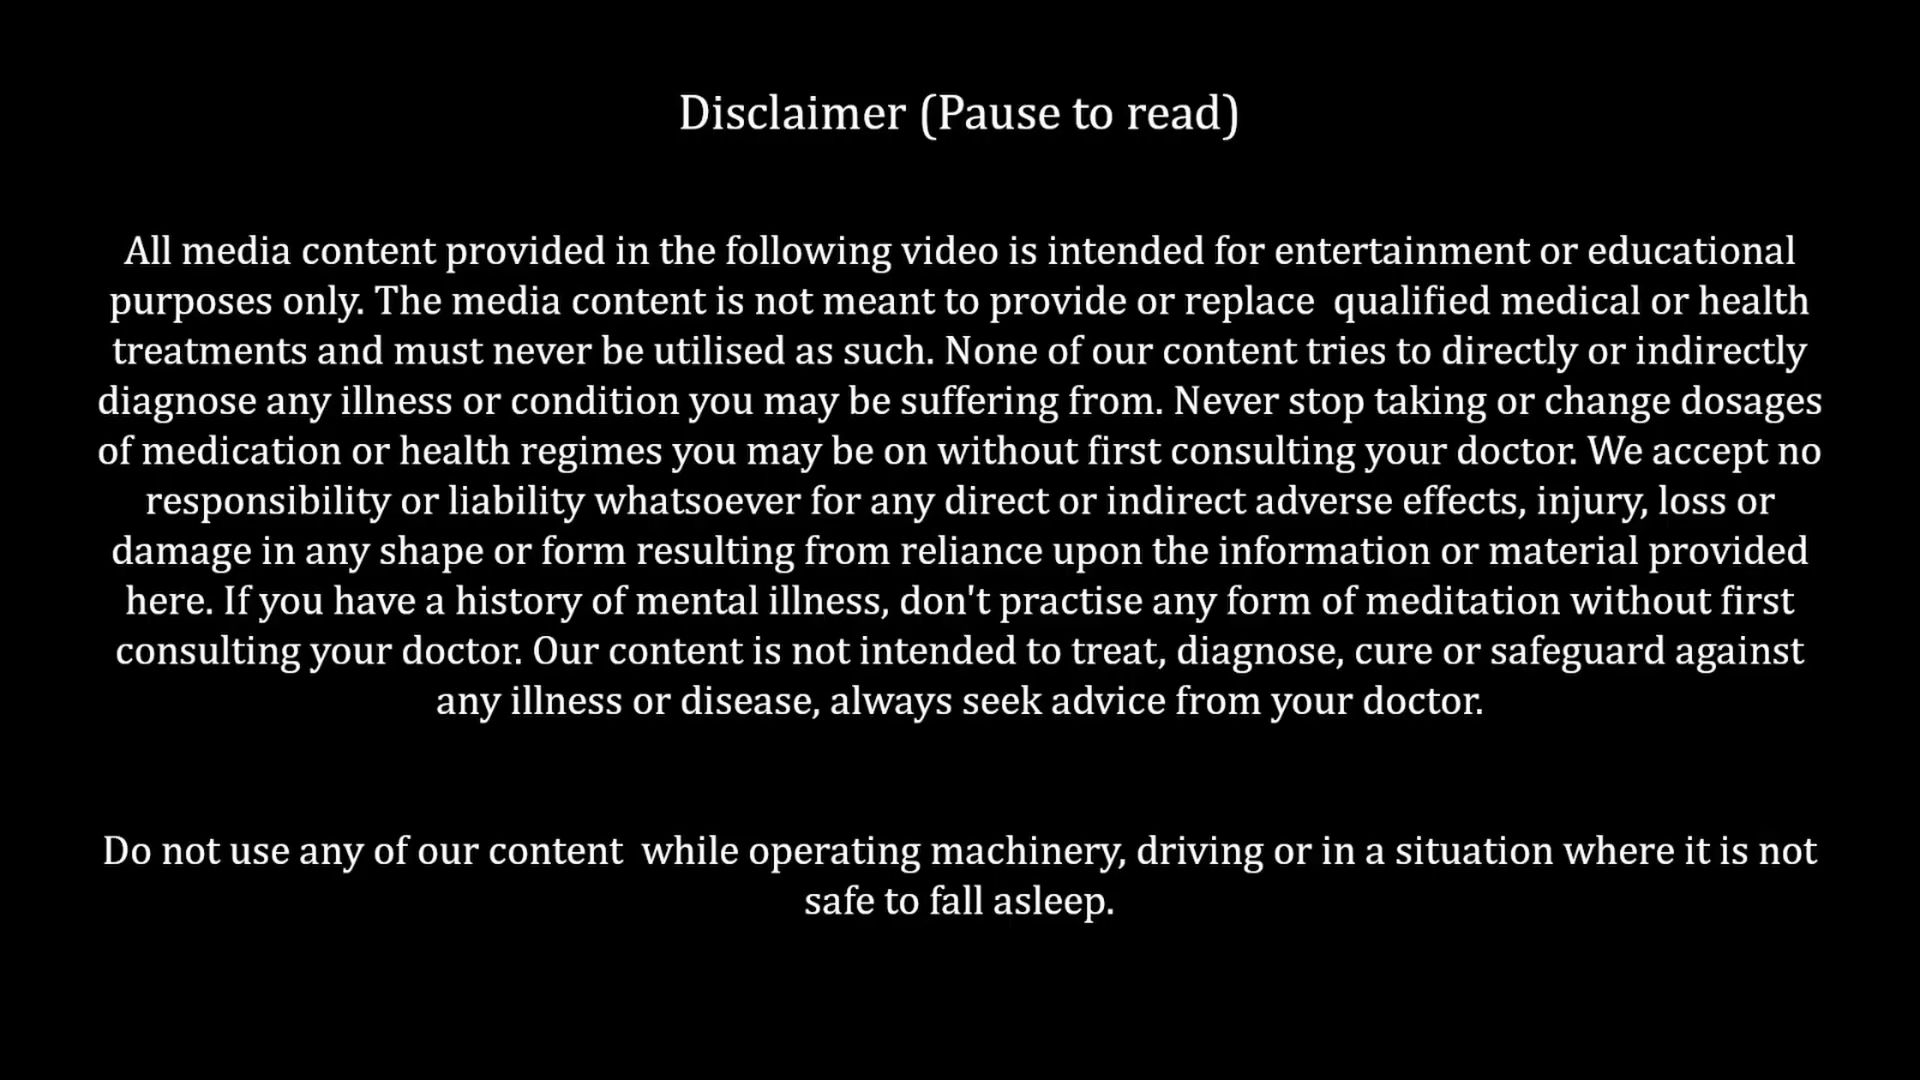 Disclaimer (Pause to read)
All media content provided in the following video is intended for entertainment or educational
purposes only. The media content is not meant to provide or replace  qualified medical or health
treatments and must never be utilised as such. None of our content tries to directly or indirectly
diagnose any illness or condition you may be suffering from. Never stop taking or change dosages
of medication or health regimes you may be on without first consulting your doctor. We accept no
responsibility or liability whatsoever for any direct or indirect adverse effects, injury, loss or
damage in any shape or form resulting from reliance upon the information or material provided
here. If you have a history of mental illness, don't practise any form of meditation without first
consulting your doctor. Our content is not intended to treat, diagnose, cure or safeguard against
any illness or disease, always seek advice from your doctor.
Do not use any of our content  while operating machinery, driving or in a situation where it is not
safe to fall asleep.